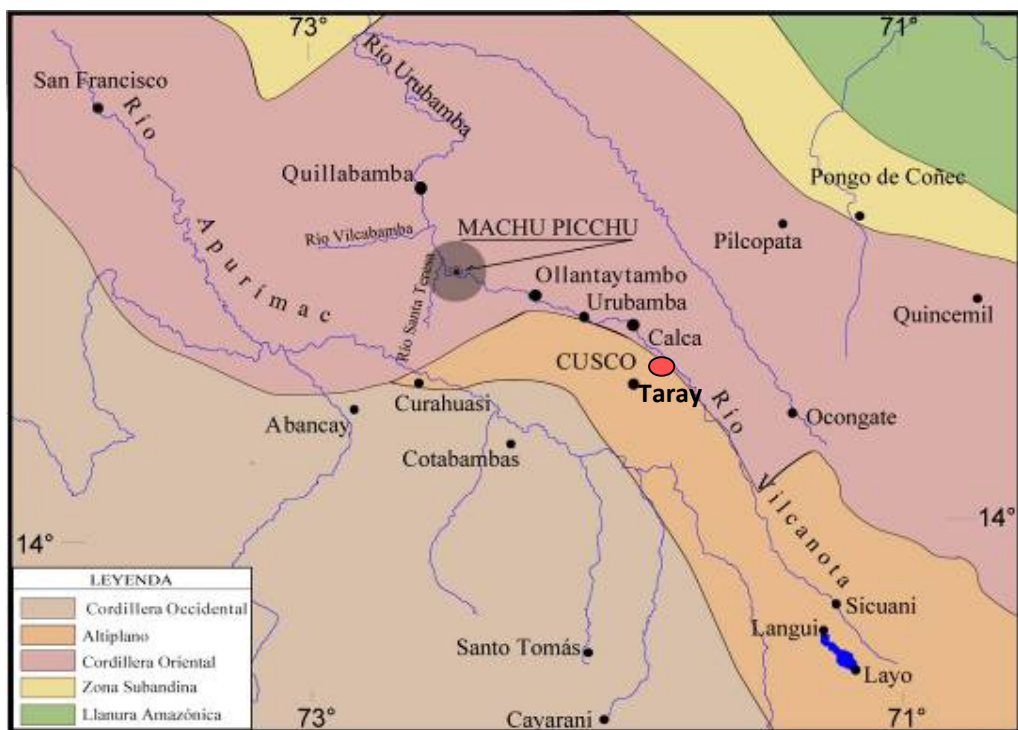 73°
71°
San Francisco
Río Urubamba
Río Apurímac
Quillabamba
Pongo de Coñec
Río Vilcabamba
MACHU PICCHU
Pilcopata
Río Santa Teresa
Ollantaytambo
Urubamba
Quincemil
Calca
CUSCO
Taray
Curahuasi
Abancay
Río Vilcanota
Ocongate
Cotabambas
14°
14°
LEYENDA
Cordillera Occidental
Altiplano
Cordillera Oriental
Zona Subandina
Llanura Amazónica
Sicuani
Langui
Layo
Santo Tomás
Cayarani
73°
71°